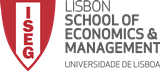 ISEG
LISBON
SCHOOL OF
ECONOMICS &
MANAGEMENT
UNIVERSIDADE DE LISBOA